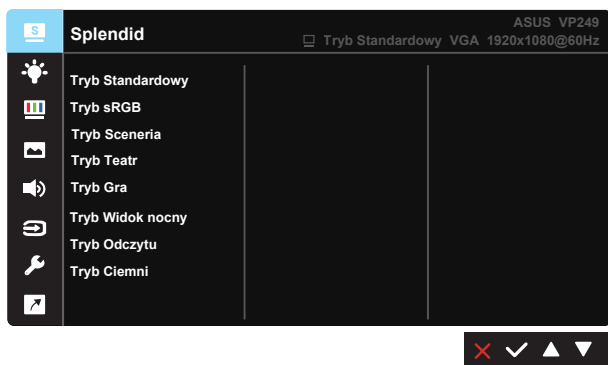 S
Splendid
ASUS VP249
Tryb Standardowy VGA 1920x1080@60Hz
Tryb Standardowy
Tryb sRGB
Tryb Sceneria
Tryb Teatr
Tryb Gra
Tryb Widok nocny
Tryb Odczytu
Tryb Ciemni